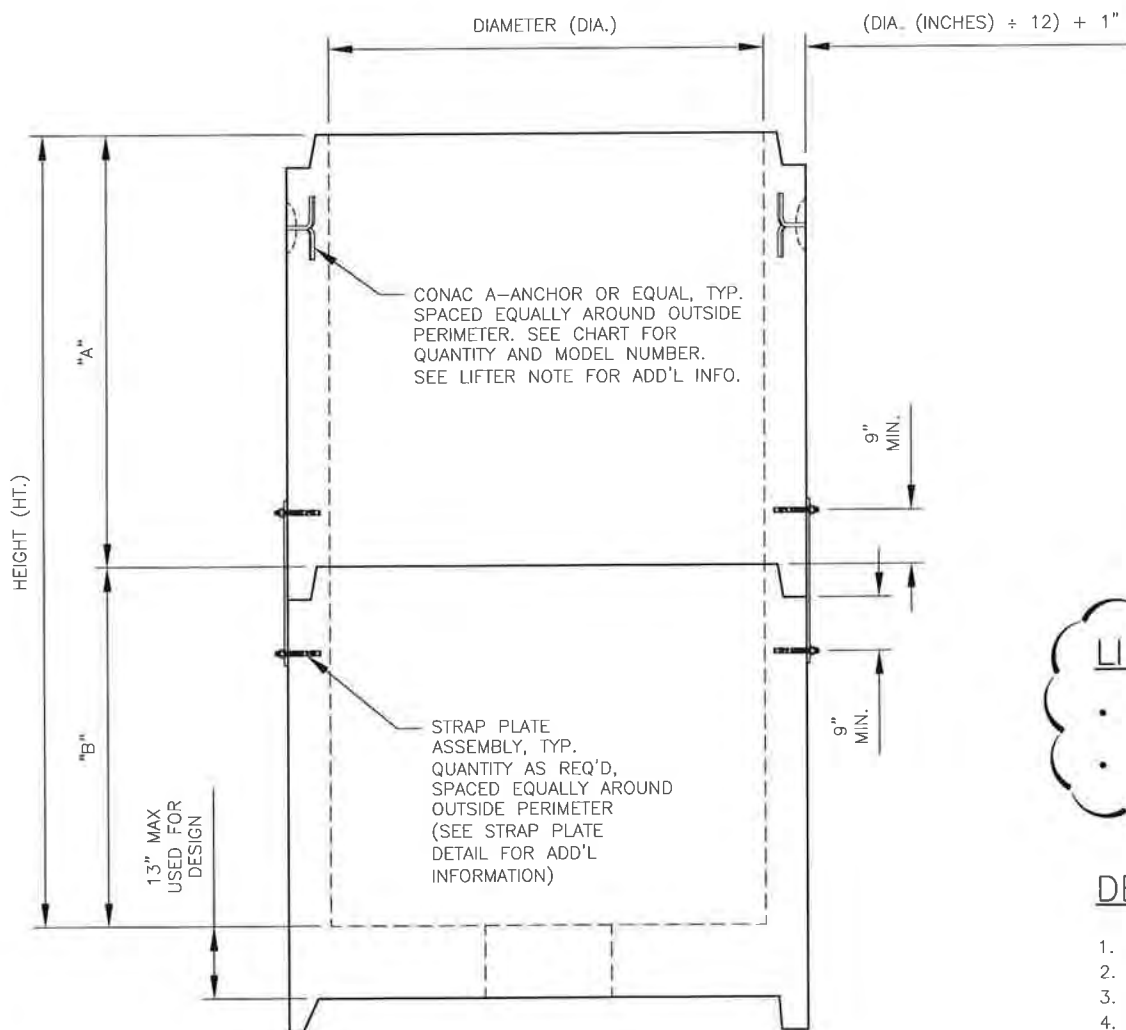 DIAMETER (DIA.)
(DIA. (INCHES) ÷ 12) + 1"
CONAC A-ANCHOR OR EQUAL, TYP.
SPACED EQUALLY AROUND OUTSIDE
PERIMETER. SEE CHART FOR
QUANTITY AND MODEL NUMBER.
SEE LIFTER NOTE FOR ADD'L INFO.
"A"
HEIGHT (HT.)
9"
MIN.
"B"
STRAP PLATE
ASSEMBLY, TYP.
QUANTITY AS REQ'D,
SPACED EQUALLY AROUND
OUTSIDE PERIMETER
(SEE STRAP PLATE
DETAIL FOR ADD'L
INFORMATION)
9"
MIN.
13" MAX
USED FOR
DESIGN
LI
•
•
DE
1.
2.
3.
4.